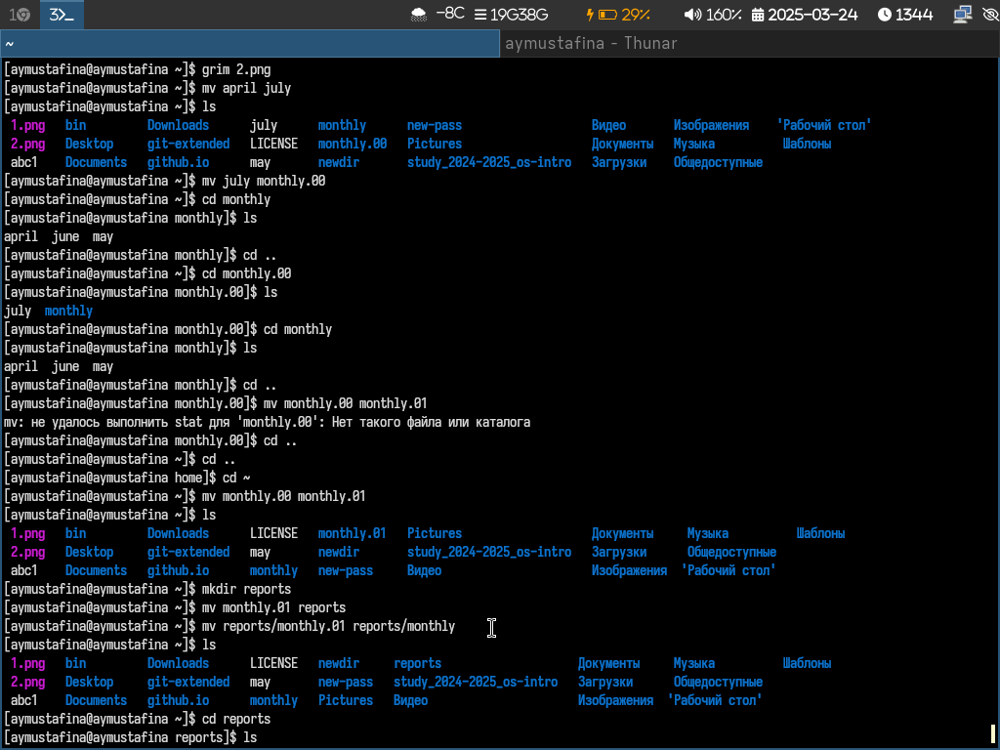 1 3>_ -8C 19G38G 29% 160% 2025-03-24 1344
~ aymustafina - Thunar
[aymustafina@aymustafina ~]$ grim 2.png
[aymustafina@aymustafina ~]$ mv april july
[aymustafina@aymustafina ~]$ ls
1.png bin Downloads july monthly new-pass Видео Изображения 'Рабочий стол'
2.png Desktop git-extended LICENSE monthly.00 Pictures Документы Музыка Шаблоны
abc1 Documents github.io may newdir study_2024-2025_os-intro Загрузки Общедоступные
[aymustafina@aymustafina ~]$ mv july monthly.00
[aymustafina@aymustafina ~]$ cd monthly
[aymustafina@aymustafina monthly]$ ls
april june may
[aymustafina@aymustafina monthly]$ cd ..
[aymustafina@aymustafina ~]$ cd monthly.00
[aymustafina@aymustafina monthly.00]$ ls
july monthly
[aymustafina@aymustafina monthly.00]$ cd monthly
[aymustafina@aymustafina monthly]$ ls
april june may
[aymustafina@aymustafina monthly]$ cd ..
[aymustafina@aymustafina monthly.00]$ mv monthly.00 monthly.01
mv: не удалось выполнить stat для 'monthly.00': Нет такого файла или каталога
[aymustafina@aymustafina monthly.00]$ cd ..
[aymustafina@aymustafina ~]$ cd ..
[aymustafina@aymustafina home]$ cd ~
[aymustafina@aymustafina ~]$ mv monthly.00 monthly.01
[aymustafina@aymustafina ~]$ ls
1.png bin Downloads LICENSE monthly.01 Pictures Документы Музыка Шаблоны
2.png Desktop git-extended may newdir study_2024-2025_os-intro Загрузки Общедоступные
abc1 Documents github.io monthly new-pass Видео Изображения 'Рабочий стол'
[aymustafina@aymustafina ~]$ mkdir reports
[aymustafina@aymustafina ~]$ mv monthly.01 reports
[aymustafina@aymustafina ~]$ mv reports/monthly.01 reports/monthly
[aymustafina@aymustafina ~]$ ls
1.png bin Downloads LICENSE newdir reports Документы Музыка Шаблоны
2.png Desktop git-extended may new-pass study_2024-2025_os-intro Загрузки Общедоступные
abc1 Documents github.io monthly Pictures Видео Изображения 'Рабочий стол'
[aymustafina@aymustafina ~]$ cd reports
[aymustafina@aymustafina reports]$ ls